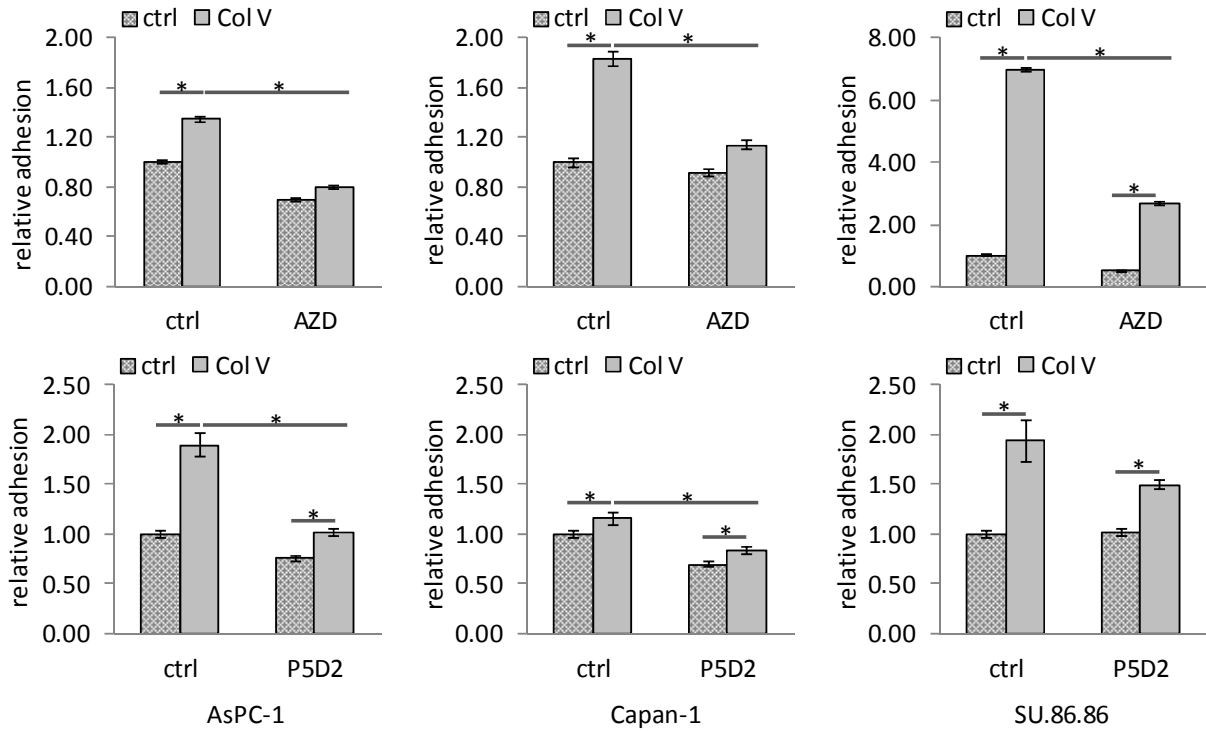 ctrl Col V
2.00
1.60
1.20
0.80
0.40
0.00
relative adhesion
* *
ctrl AZD
ctrl Col V
2.00
1.60
1.20
0.80
0.40
0.00
relative adhesion
* *
ctrl AZD
ctrl Col V
8.00
6.00
4.00
2.00
0.00
relative adhesion
* *
*
ctrl AZD
ctrl Col V
2.50
2.00
1.50
1.00
0.50
0.00
relative adhesion
* *
*
ctrl P5D2
AsPC-1
ctrl Col V
2.50
2.00
1.50
1.00
0.50
0.00
relative adhesion
* *
*
ctrl P5D2
Capan-1
ctrl Col V
2.50
2.00
1.50
1.00
0.50
0.00
relative adhesion
*
*
ctrl P5D2
SU.86.86